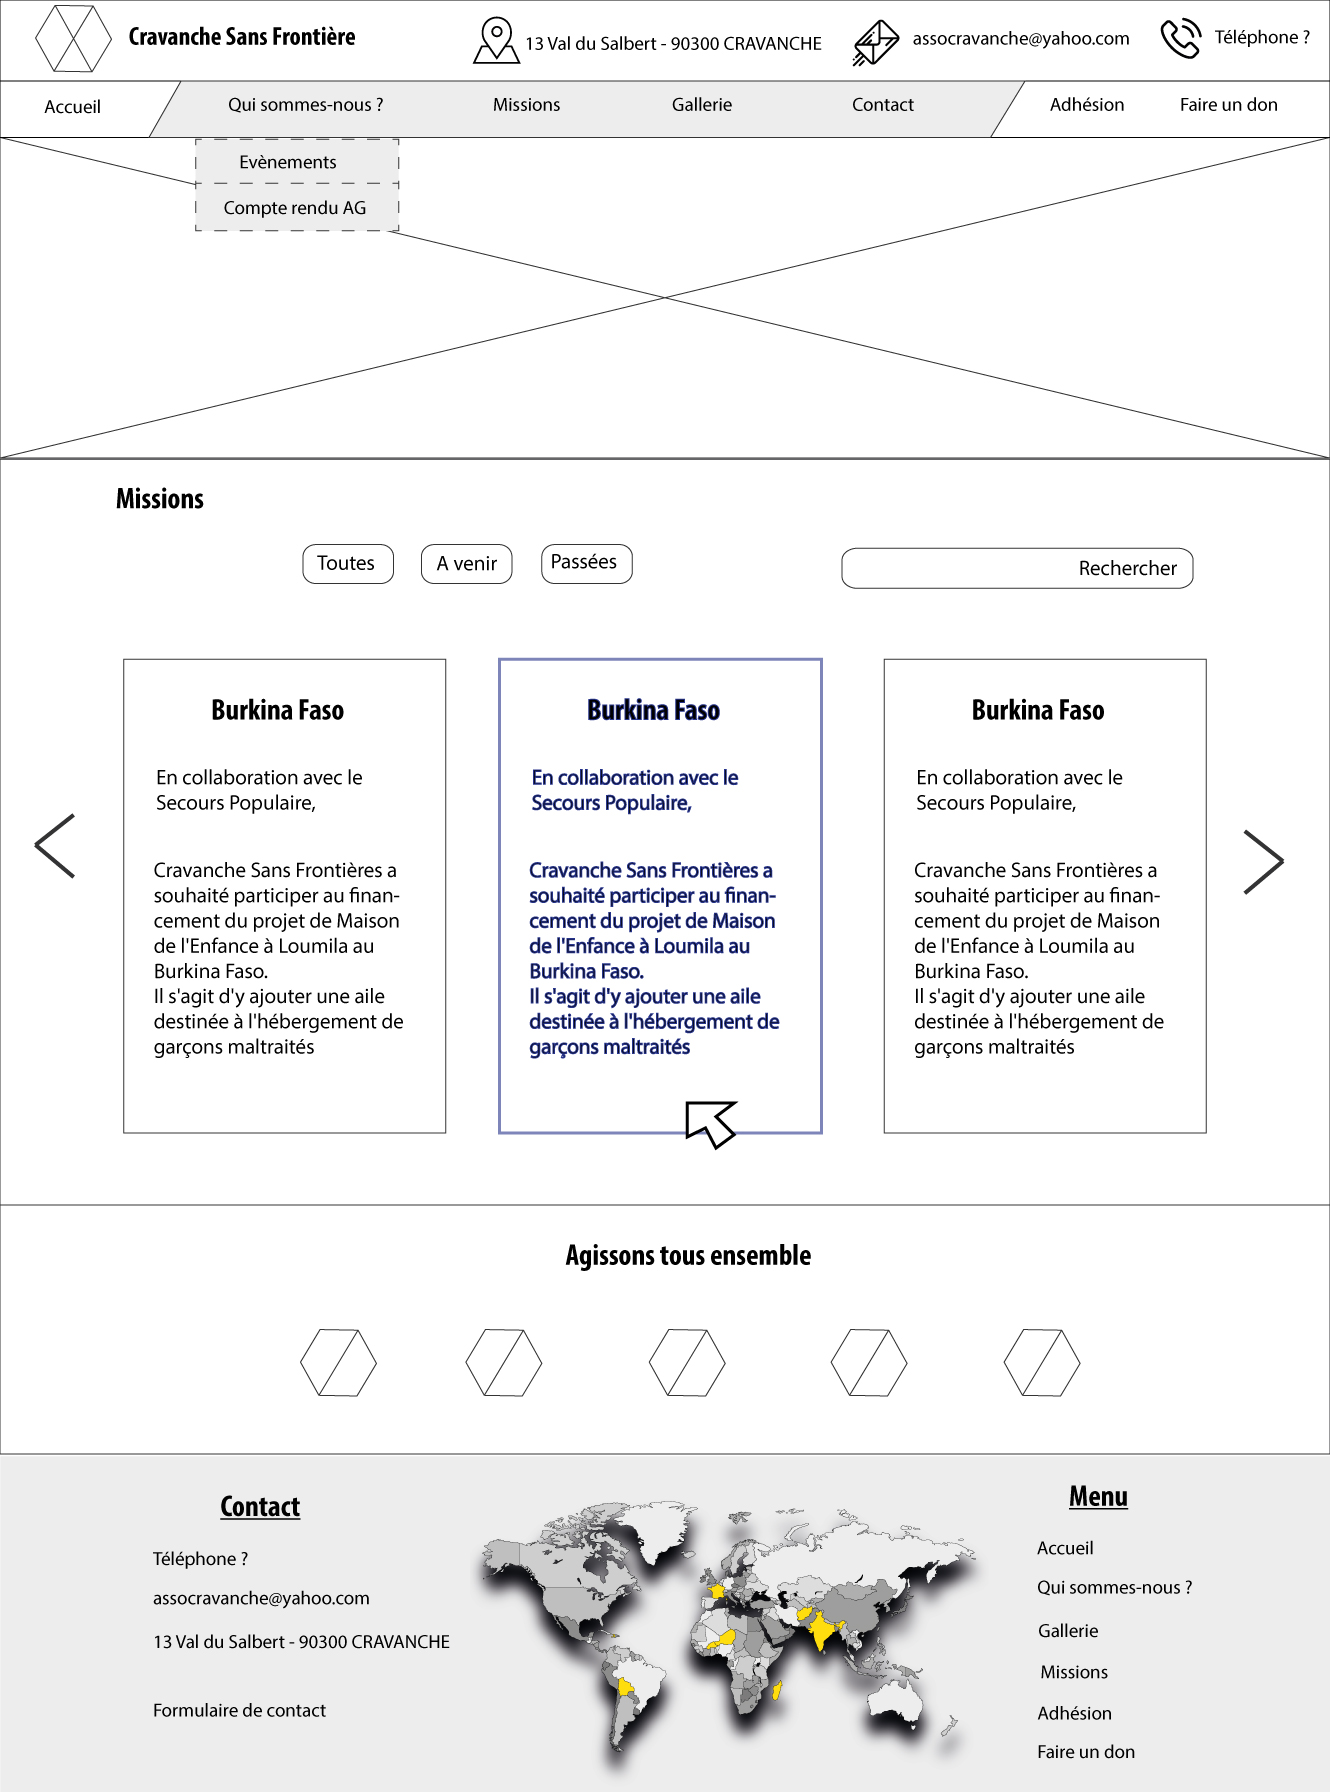 Cravanche Sans Frontière
13 Val du Salbert - 90300 CRAVANCHE
assocravanche@yahoo.com
Téléphone ?
Accueil
Qui sommes-nous ?
Missions
Gallerie
Contact
Adhésion
Faire un don
Evènements
Compte rendu AG
Missions
Toutes
A venir
Passées
Rechercher
Burkina Faso
En collaboration avec le
Secours Populaire,
Cravanche Sans Frontières a
souhaité participer au finan-
cement du projet de Maison
de l'Enfance à Loumila au
Burkina Faso.
Il s'agit d'y ajouter une aile
destinée à l'hébergement de
garçons maltraités
Burkina Faso
En collaboration avec le
Secours Populaire,
Cravanche Sans Frontières a
souhaité participer au finan-
cement du projet de Maison
de l'Enfance à Loumila au
Burkina Faso.
Il s'agit d'y ajouter une aile
destinée à l'hébergement de
garçons maltraités
Burkina Faso
En collaboration avec le
Secours Populaire,
Cravanche Sans Frontières a
souhaité participer au finan-
cement du projet de Maison
de l'Enfance à Loumila au
Burkina Faso.
Il s'agit d'y ajouter une aile
destinée à l'hébergement de
garçons maltraités
Agissons tous ensemble
Contact
Téléphone ?
assocravanche@yahoo.com
13 Val du Salbert - 90300 CRAVANCHE
Formulaire de contact
Menu
Accueil
Qui sommes-nous ?
Gallerie
Missions
Adhésion
Faire un don